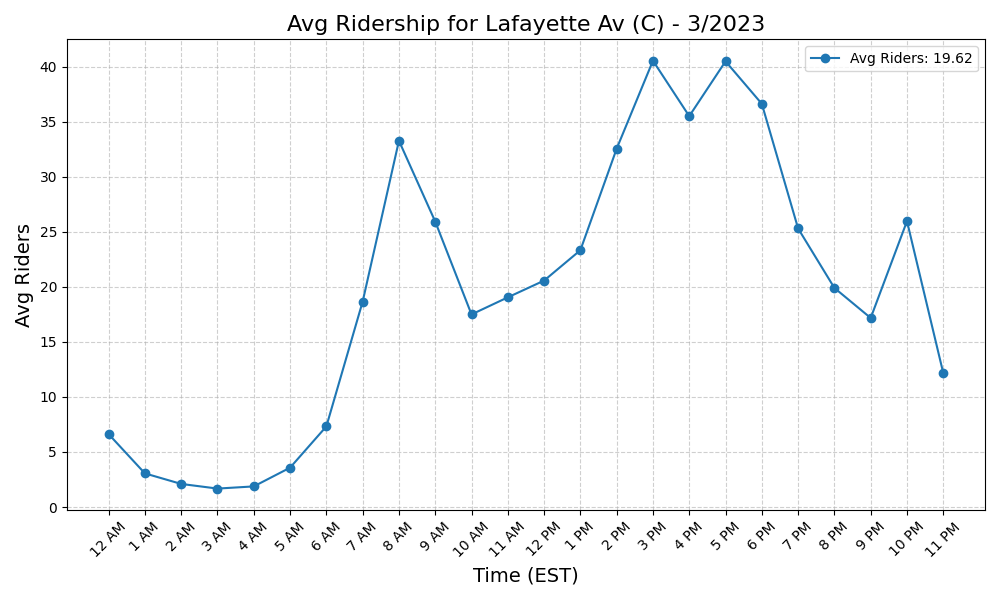 Avg Ridership for Lafayette Av (C) - 3/2023
Avg Riders: 19.62
Avg Riders
40
35
30
25
20
15
10
5
0
12 AM
1 AM
2 AM
3 AM
4 AM
5 AM
6 AM
7 AM
8 AM
9 AM
10 AM
11 AM
12 PM
1 PM
2 PM
3 PM
4 PM
5 PM
6 PM
7 PM
8 PM
9 PM
10 PM
11 PM
Time (EST)